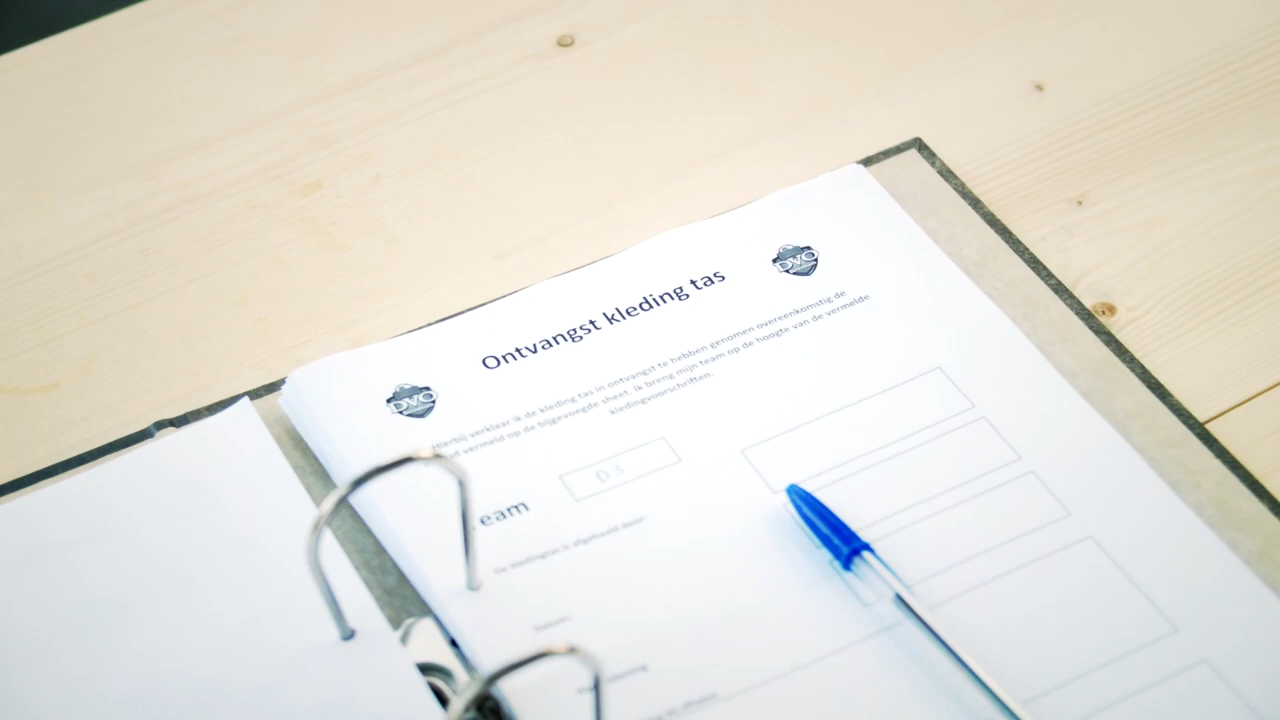 Ontvangst kleding tas
DVO
DVO
Hierbij verklaar ik de kleding tas in ontvangst te hebben genomen overeenkomstig de
vermeld op de bijgevoegde sheet. Ik breng mijn team op de hoogte van de vermelde
kledingvoorschriften.
eam
D3
De kledingtas is afgehaald door: